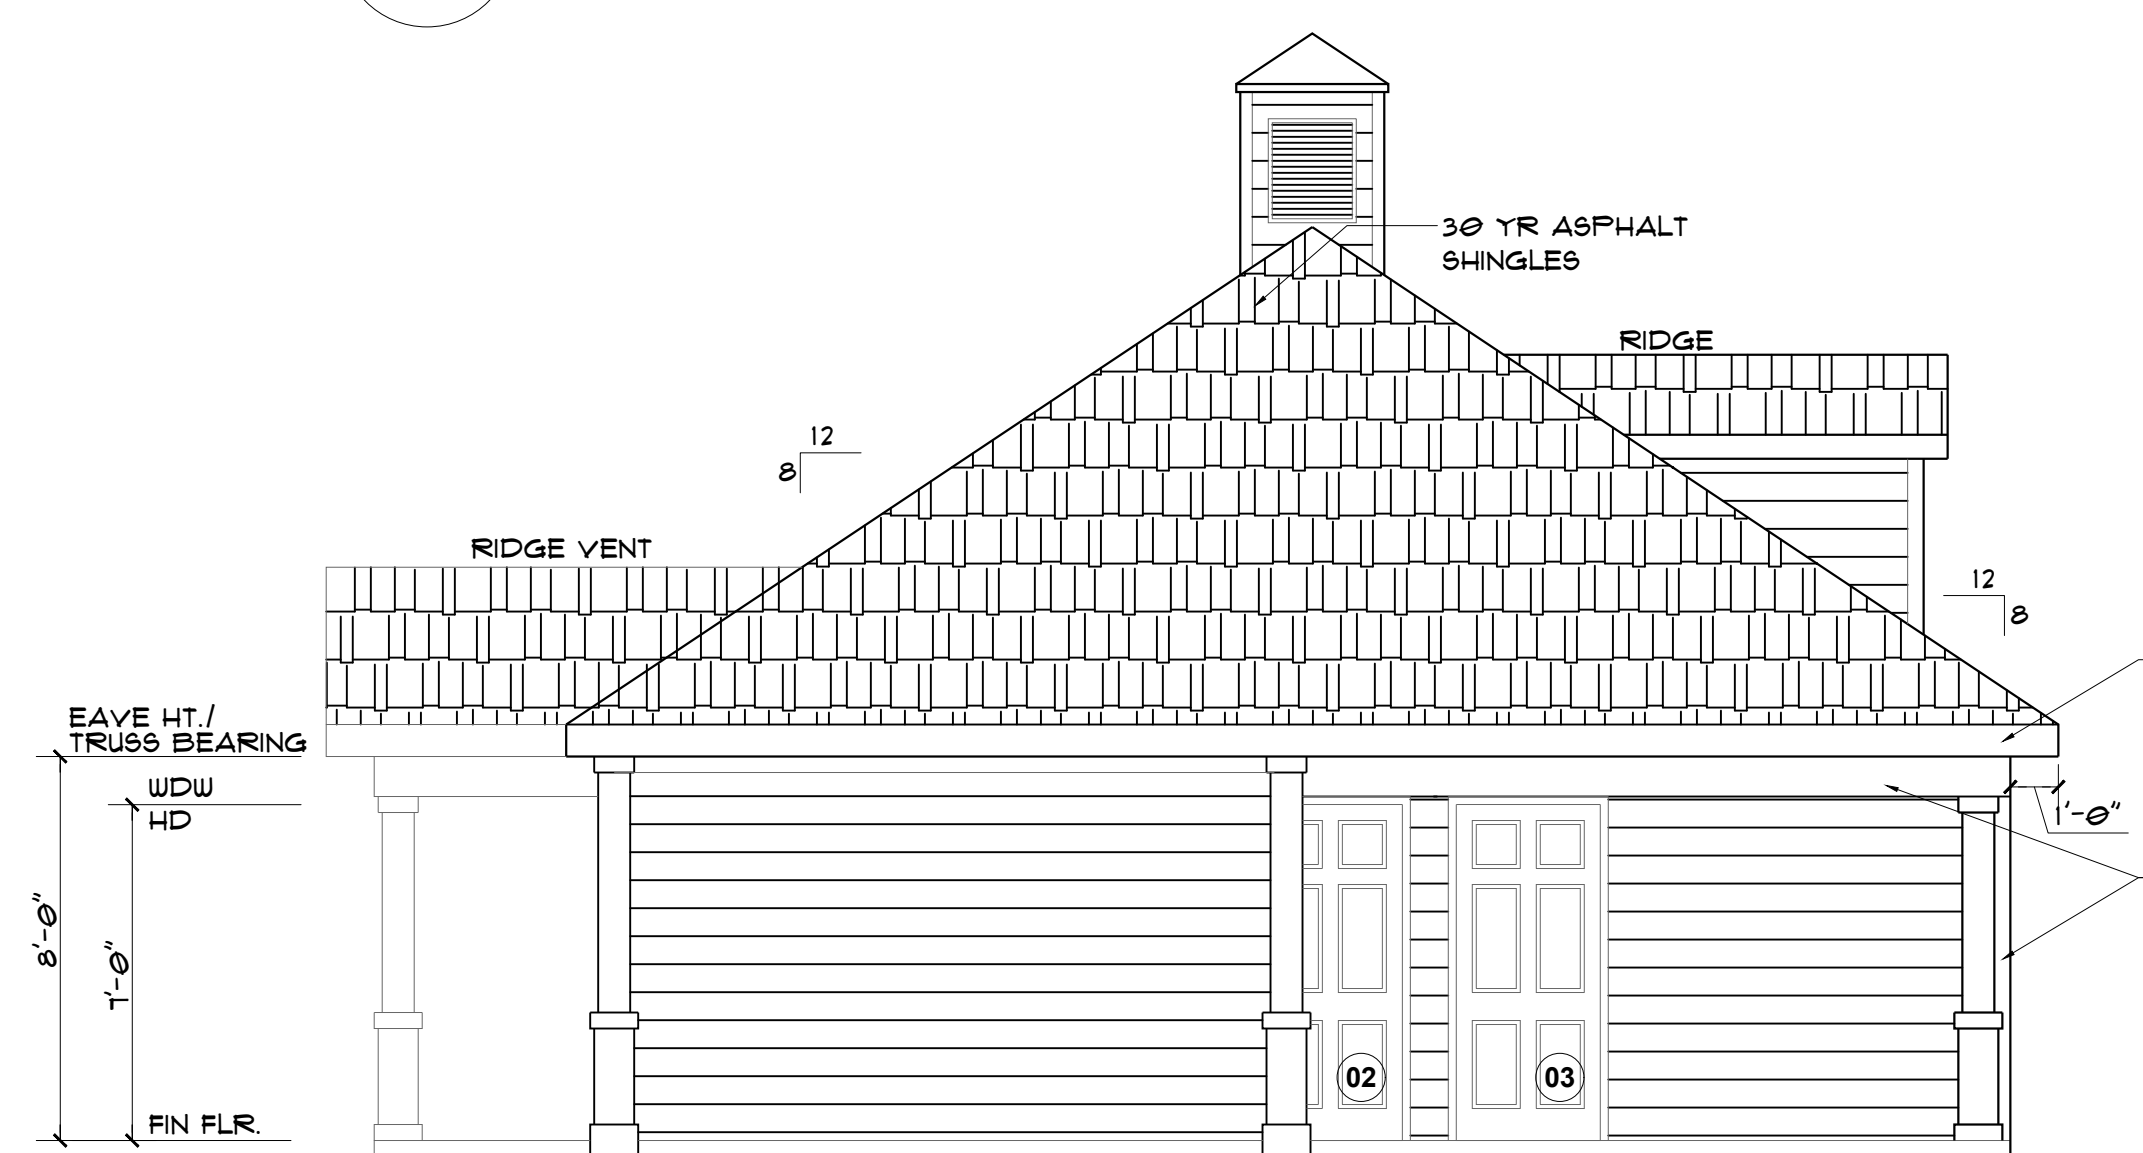 30 YR ASPHALT
SHINGLES
RIDGE
12
8
RIDGE VENT
12
8
EAVE HT./
TRUSS BEARING
WDW
HD
1'-0"
8'-0"
7'-0"
02
03
FIN FLR.